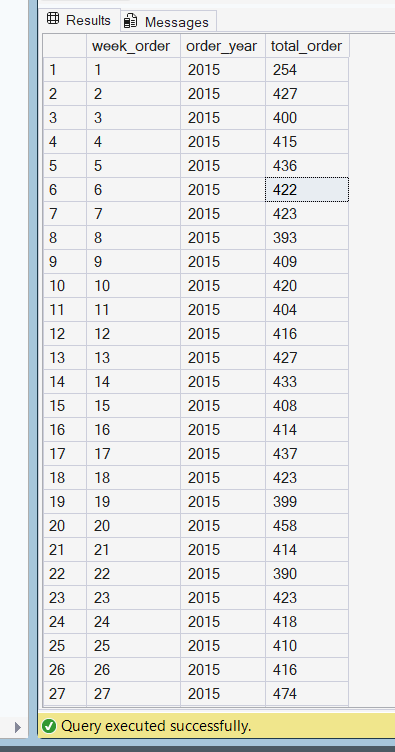 Results Messages
week_order order_year total_order
1 1 2015 254
2 2 2015 427
3 3 2015 400
4 4 2015 415
5 5 2015 436
6 6 2015 422
7 7 2015 423
8 8 2015 393
9 9 2015 409
10 10 2015 420
11 11 2015 404
12 12 2015 416
13 13 2015 427
14 14 2015 433
15 15 2015 408
16 16 2015 414
17 17 2015 437
18 18 2015 423
19 19 2015 399
20 20 2015 458
21 21 2015 414
22 22 2015 390
23 23 2015 423
24 24 2015 418
25 25 2015 410
26 26 2015 416
27 27 2015 474
Query executed successfully.